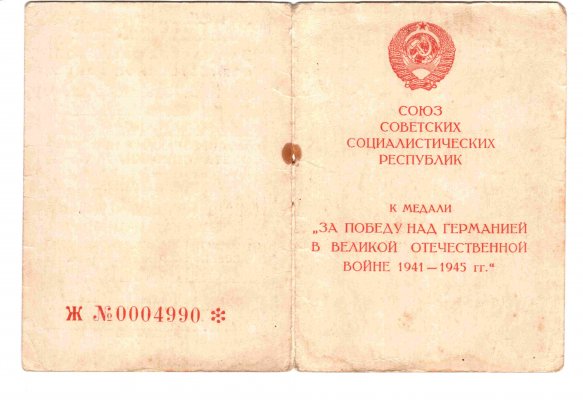 Ж №0004990 *
СОЮЗ
СОВЕТСКИХ
СОЦИАЛИСТИЧЕСКИХ
РЕСПУБЛИК
К МЕДАЛИ
„ЗА ПОБЕДУ НАД ГЕРМАНИЕЙ
В ВЕЛИКОЙ ОТЕЧЕСТВЕННОЙ
ВОЙНЕ 1941—1945 гг.“